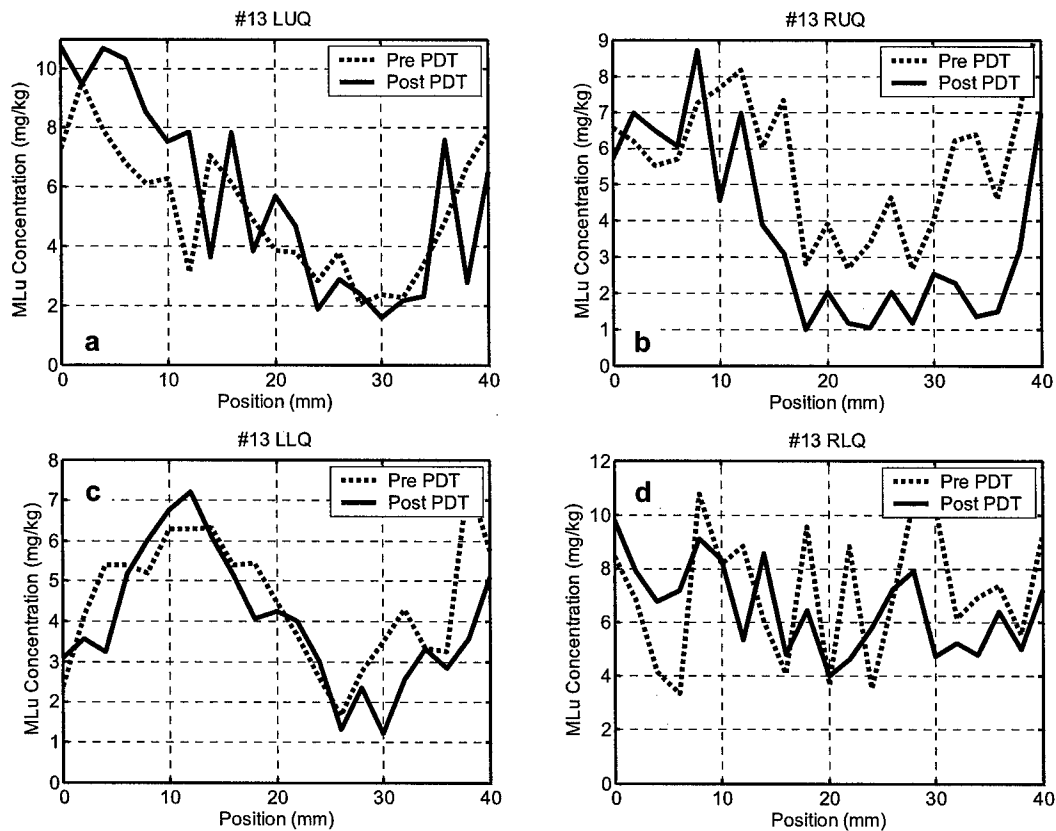 #13 LUQ
MLu Concentration (mg/kg)
10
8
6
4
2
0
Pre PDT
Post PDT
a
0 10 20 30 40
Position (mm)
#13 RUQ
MLu Concentration (mg/kg)
9
8
7
6
5
4
3
2
1
0
Pre PDT
Post PDT
b
0 10 20 30 40
Position (mm)
#13 LLQ
MLu Concentration (mg/kg)
8
7
6
5
4
3
2
1
0
Pre PDT
Post PDT
c
0 10 20 30 40
Position (mm)
#13 RLQ
MLu Concentration (mg/kg)
12
10
8
6
4
2
0
Pre PDT
Post PDT
d
0 10 20 30 40
Position (mm)